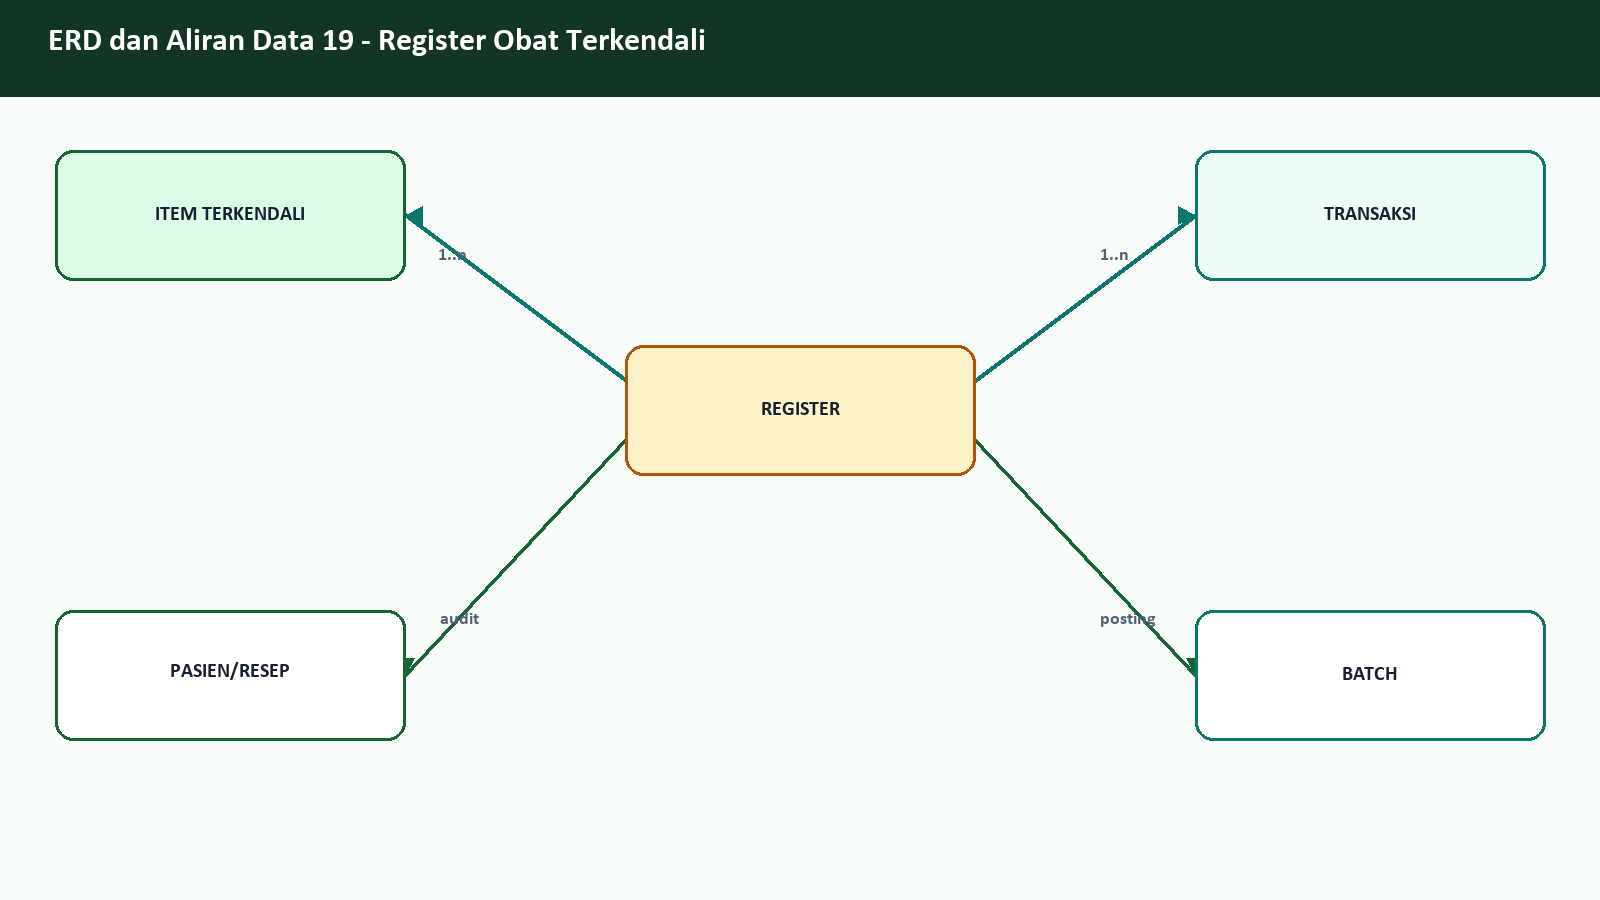 ERD dan Aliran Data 19 - Register Obat Terkendali
ITEM TERKENDALI
TRANSAKSI
1..n
1..n
REGISTER
audit
posting
PASIEN/RESEP
BATCH